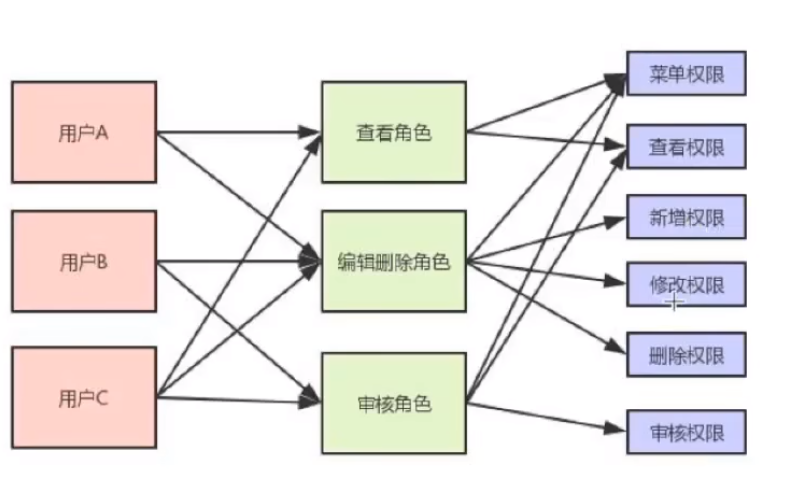 用户A
用户B
用户C
查看角色
编辑删除角色
审核角色
菜单权限
查看权限
新增权限
修改权限
删除权限
审核权限